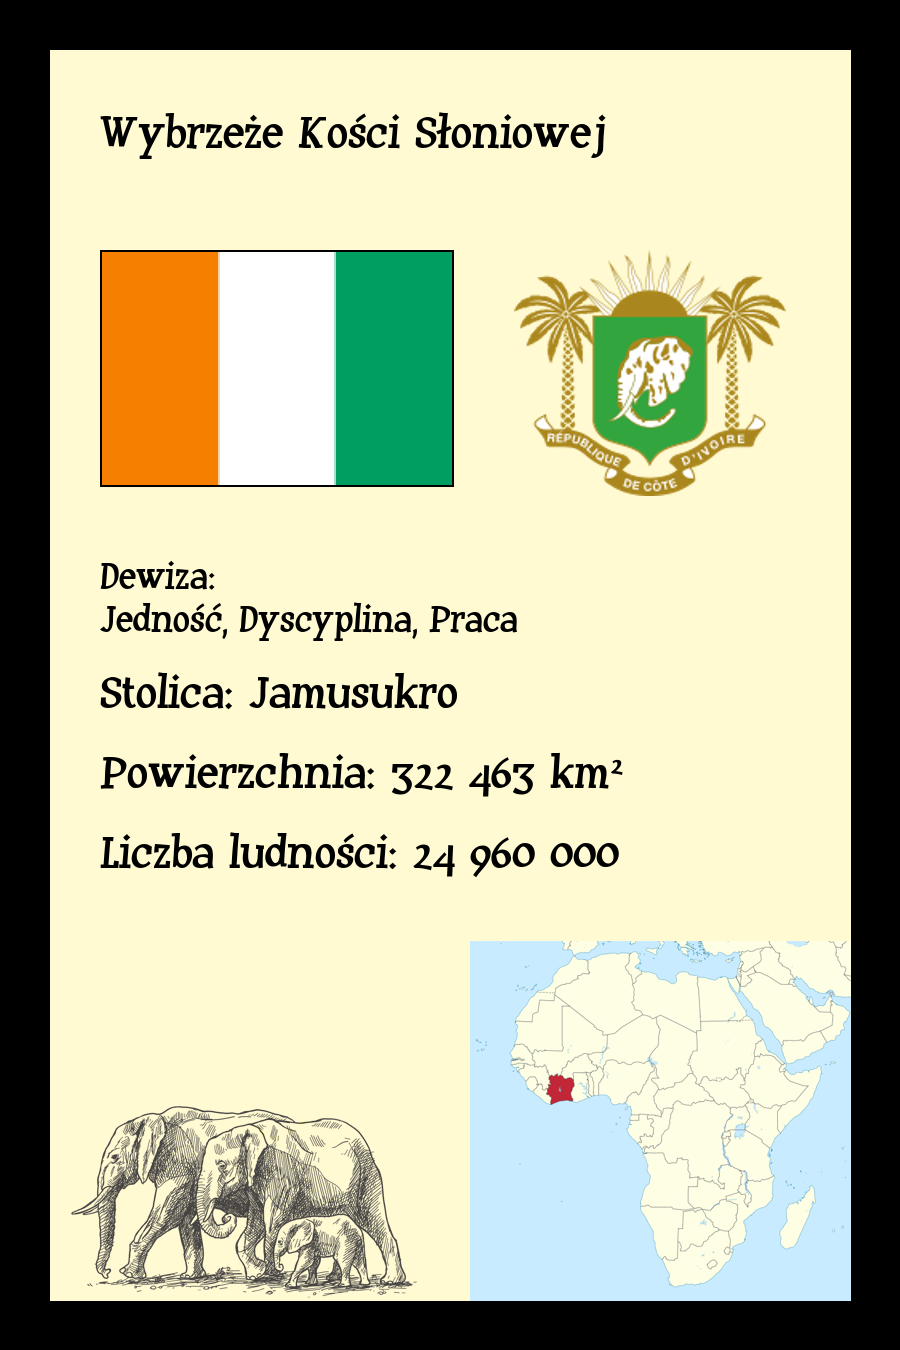 Wybrzeże Kości Słoniowej
RÉPUBLIQUE DE CÔTE D'IVOIRE
Dewiza:
Jedność, Dyscyplina, Praca
Stolica: Jamusukro
Powierzchnia: 322 463 km²
Liczba ludności: 24 960 000